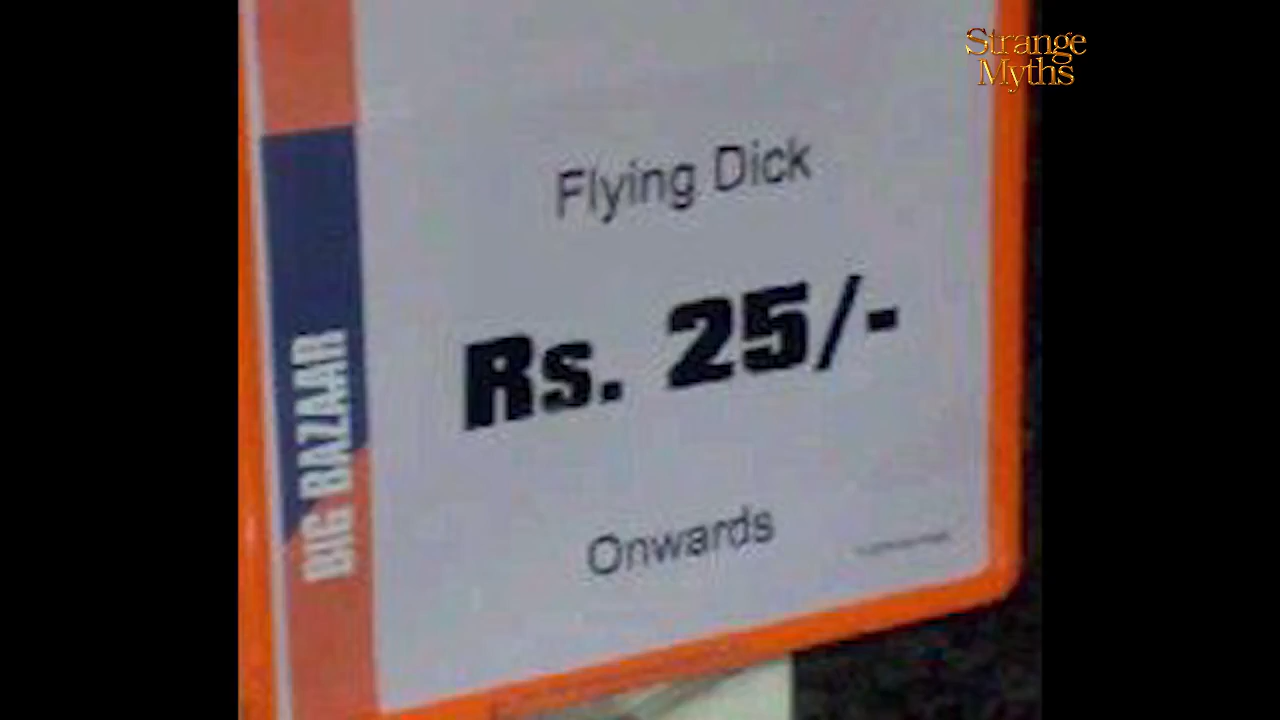 Strange
Myths
Flying Dick
Rs. 25/-
Onwards
BIG BAZAAR